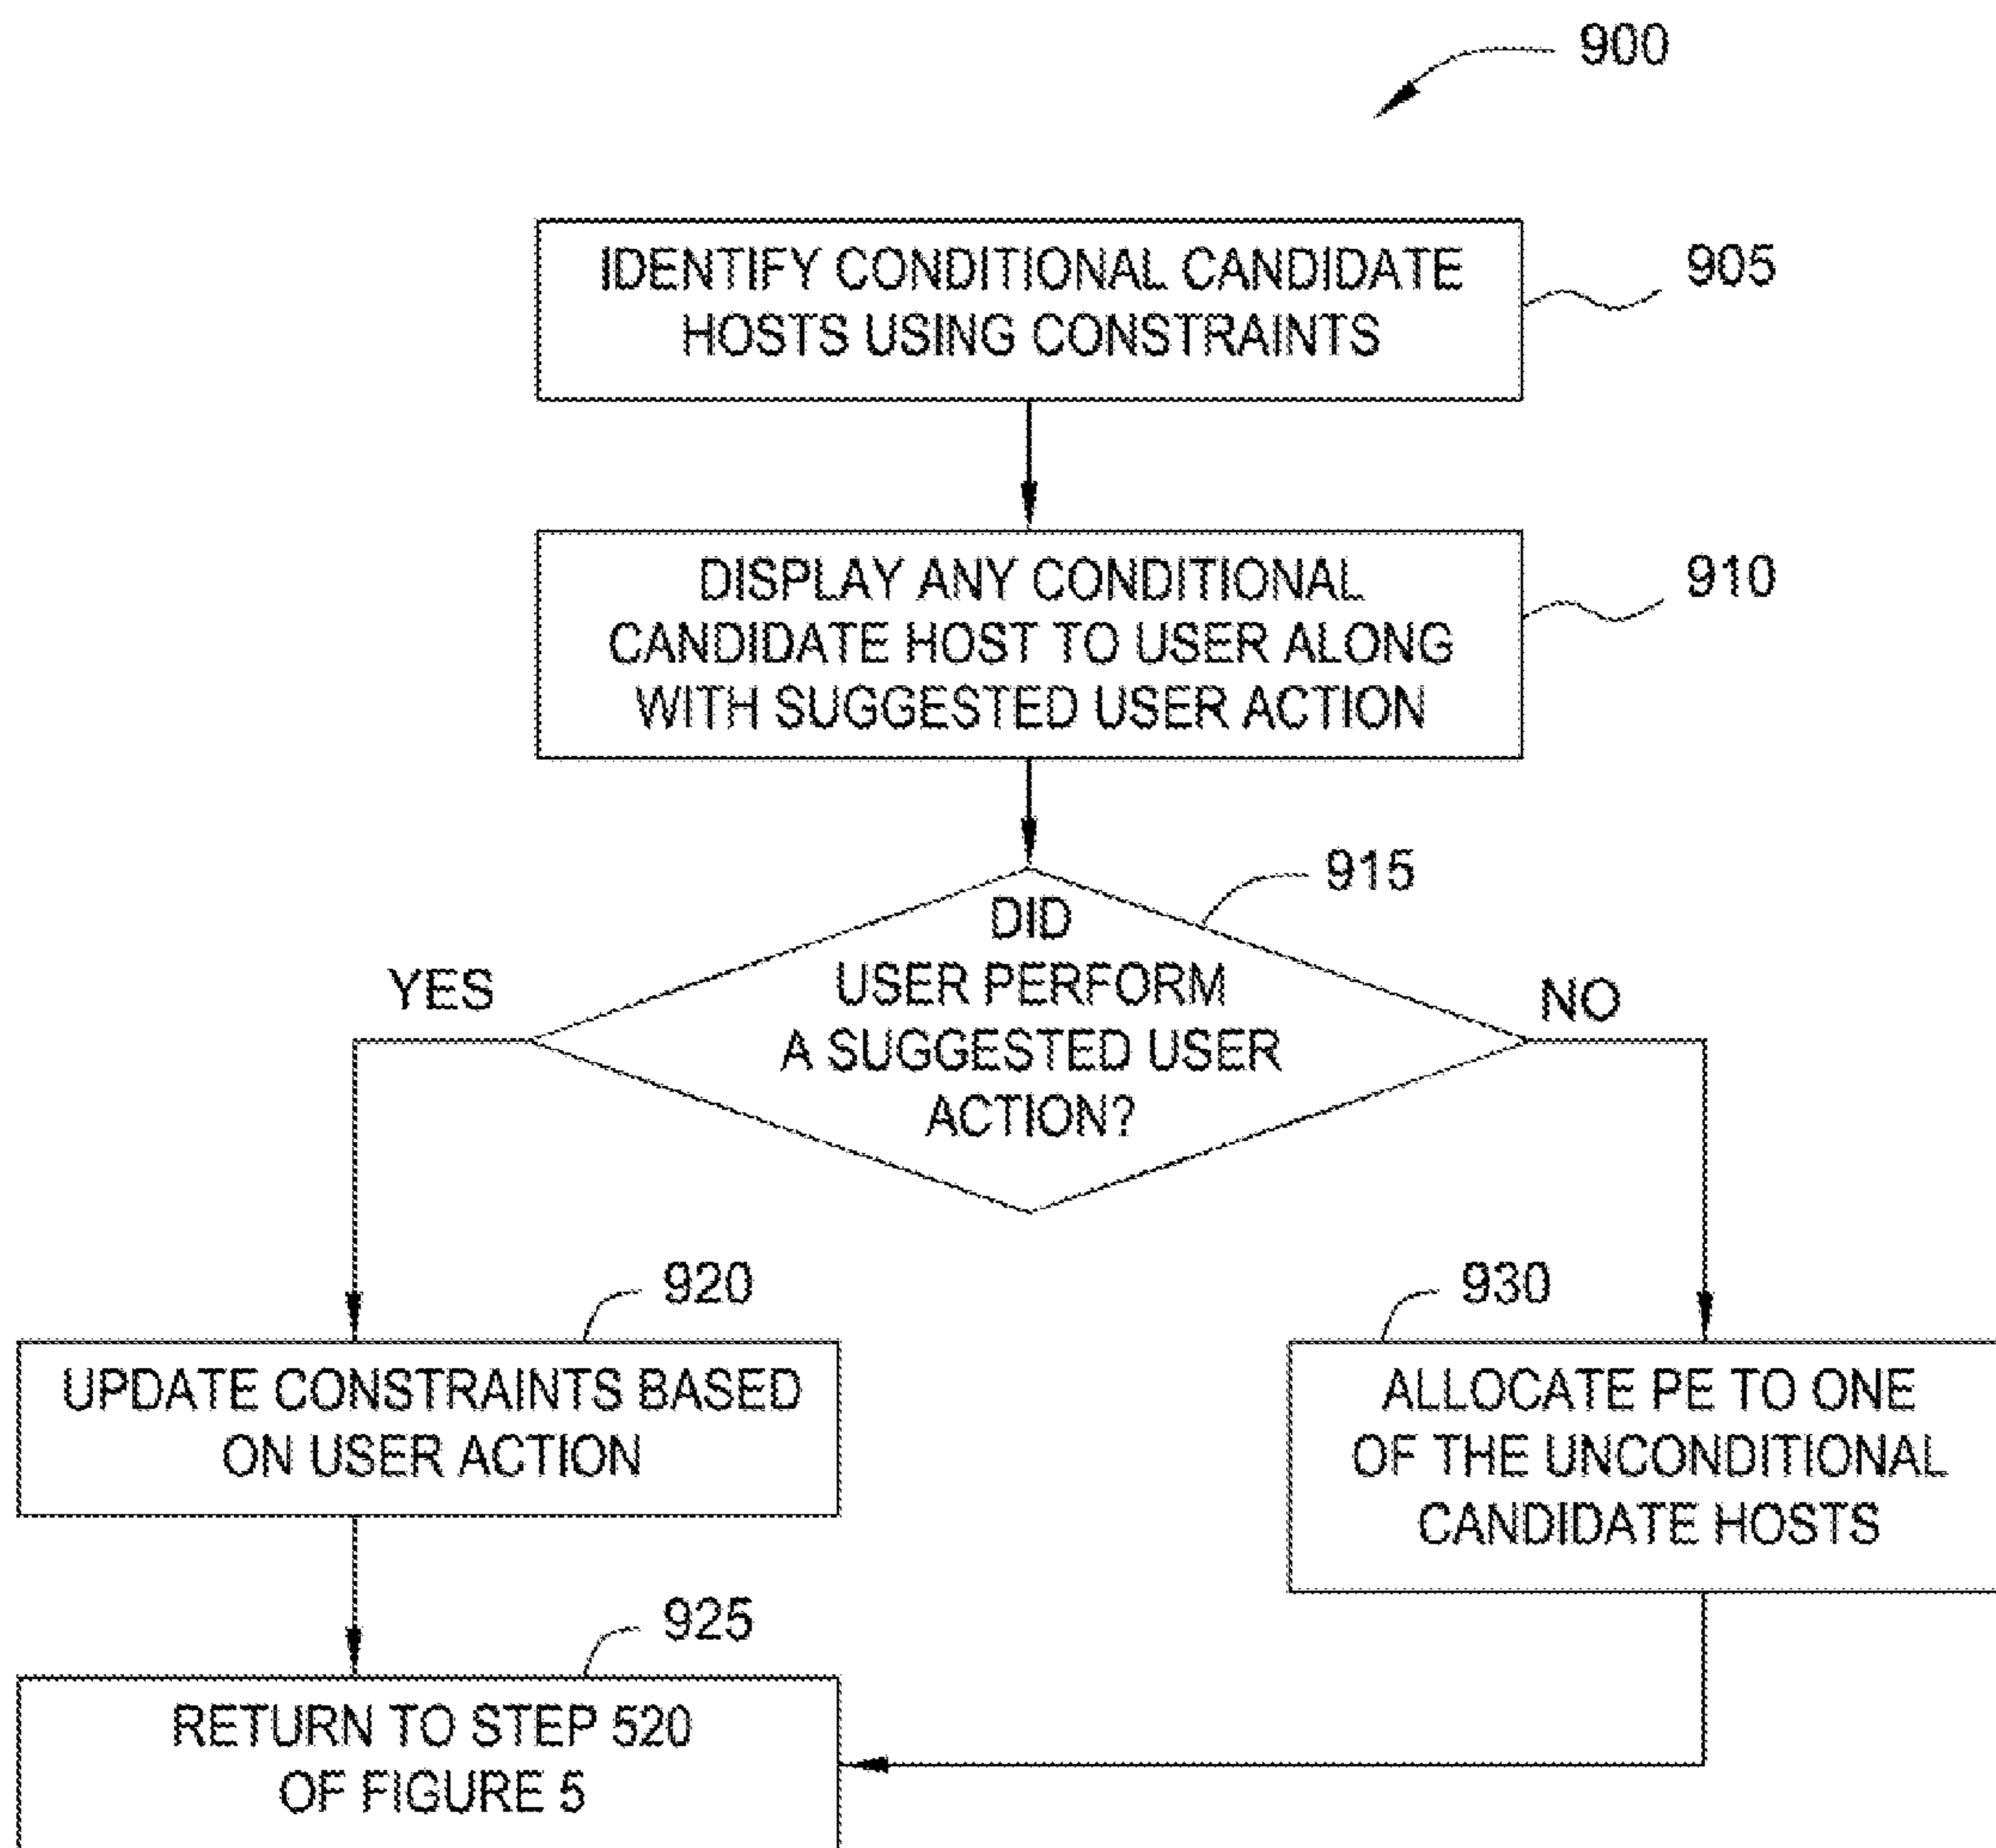 900
IDENTIFY CONDITIONAL CANDIDATE
HOSTS USING CONSTRAINTS
905
DISPLAY ANY CONDITIONAL
CANDIDATE HOST TO USER ALONG
WITH SUGGESTED USER ACTION
910
915
DID
USER PERFORM
A SUGGESTED USER
ACTION?
YES
NO
920
UPDATE CONSTRAINTS BASED
ON USER ACTION
930
ALLOCATE PE TO ONE
OF THE UNCONDITIONAL
CANDIDATE HOSTS
925
RETURN TO STEP 520
OF FIGURE 5